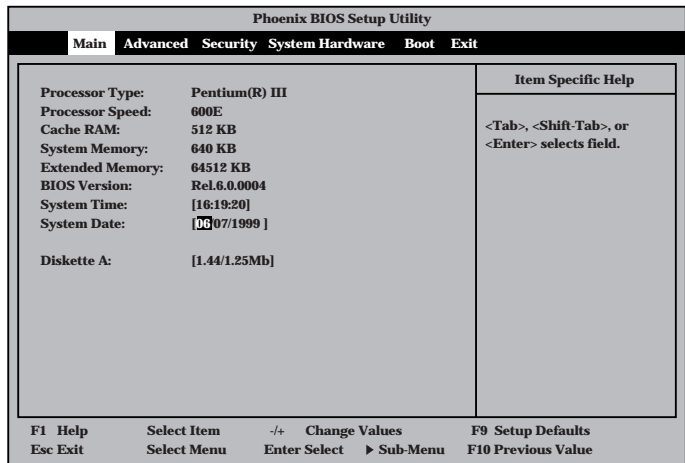 Phoenix BIOS Setup Utility
Main Advanced Security System Hardware Boot Exit
Item Specific Help
Processor Type: Pentium(R) III
Processor Speed: 600E
Cache RAM: 512 KB
System Memory: 640 KB
Extended Memory: 64512 KB
BIOS Version: Rel.6.0.0004
System Time: [16:19:20]
System Date: [06/07/1999 ]
Diskette A: [1.44/1.25Mb]
<Tab>, <Shift-Tab>, or
<Enter> selects field.
F1 Help Select Item -/+ Change Values F9 Setup Defaults
Esc Exit Select Menu Enter Select ▶ Sub-Menu F10 Previous Value